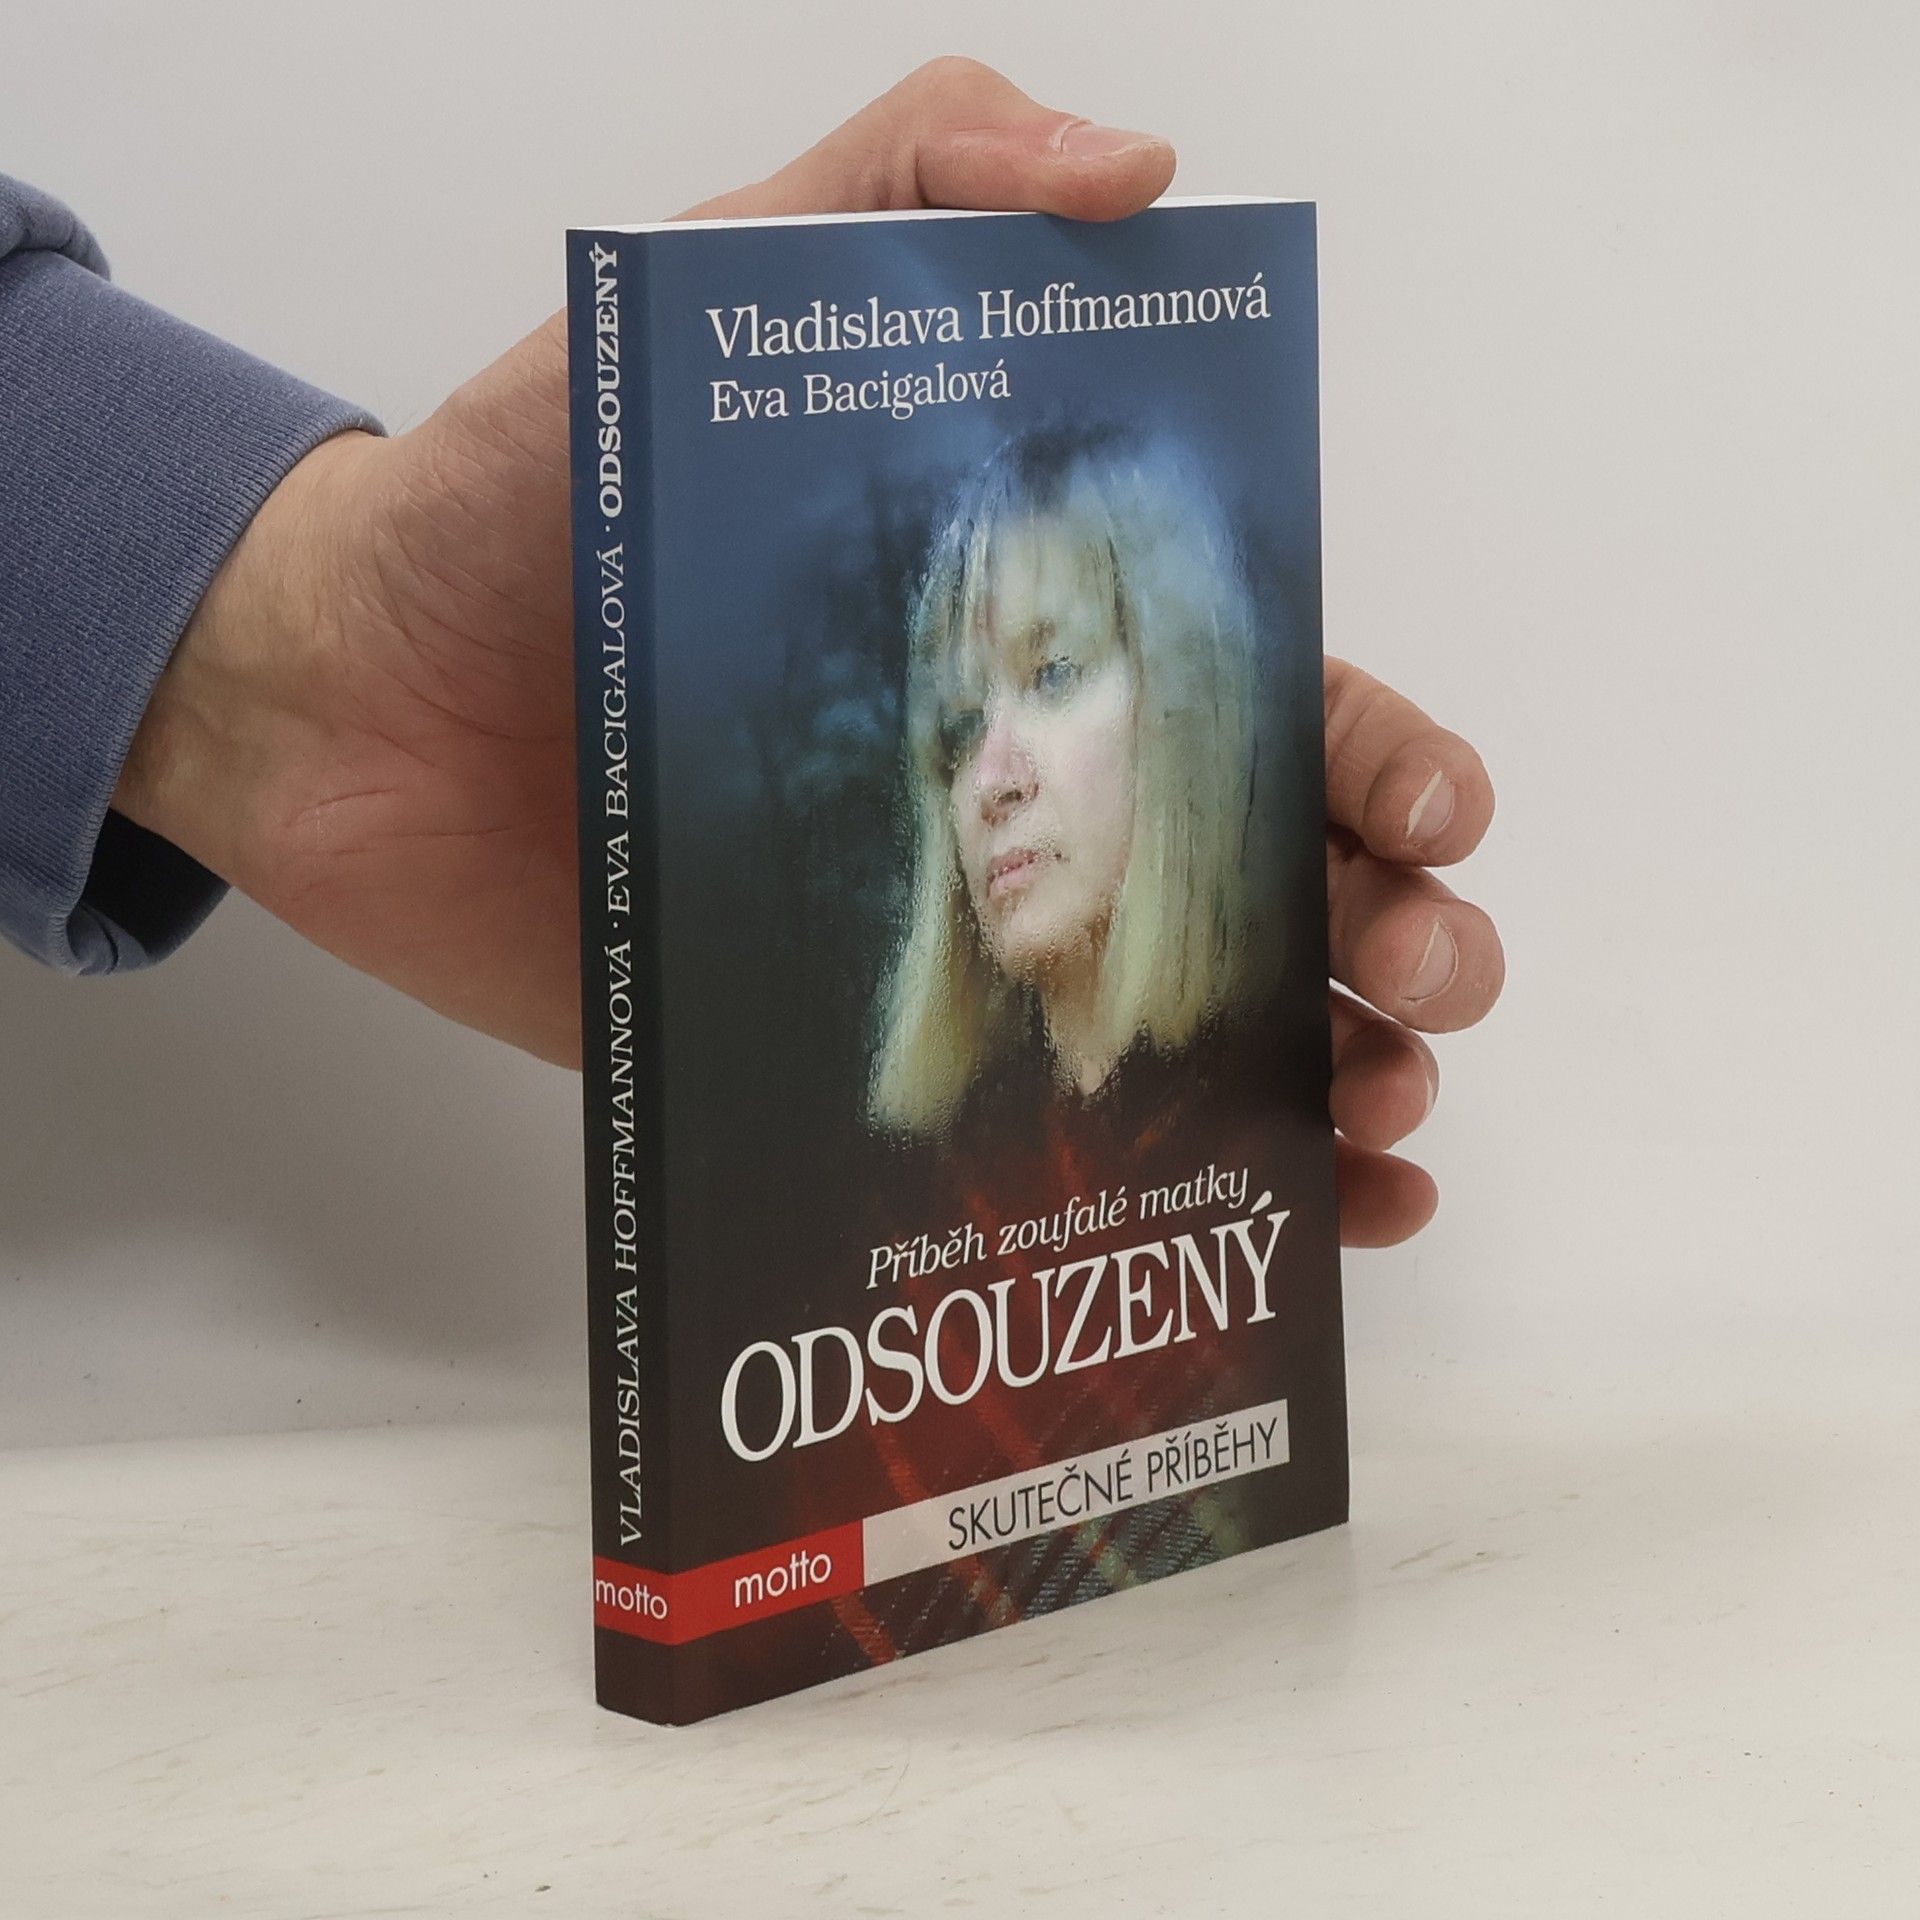 Vladislava Hoffmannová
Eva Bacigalová
Příběh zoufalé matky
ODSOUZENÝ
SKUTEČNÉ PŘÍBĚHY
motto
VLADISLAVA HOFFMANNOVÁ · EVA BACIGALOVÁ · ODSOUZENÝ
motto